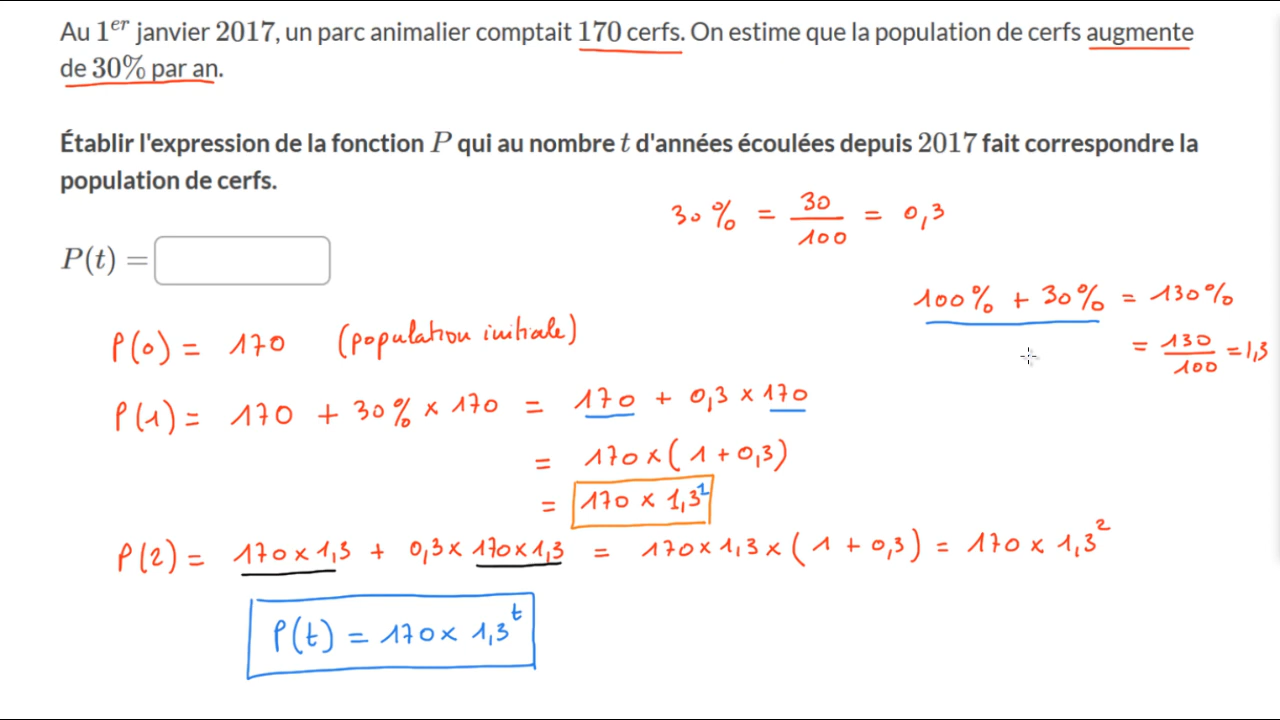 Au 1er janvier 2017, un parc animalier comptait 170 cerfs. On estime que la population de cerfs augmente
de 30% par an.
Établir l'expression de la fonction P qui au nombre t d'années écoulées depuis 2017 fait correspondre la
population de cerfs.
30% = 30/100 = 0,3
P(t) =
100% + 30% = 130%
= 130/100 = 1,3
P(0) = 170 (population initiale)
P(1) = 170 + 30% × 170 = 170 + 0,3 × 170
= 170 × (1 + 0,3)
= 170 × 1,3¹
P(2) = 170 × 1,3 + 0,3 × 170 × 1,3 = 170 × 1,3 × (1 + 0,3) = 170 × 1,3²
P(t) = 170 × 1,3^t